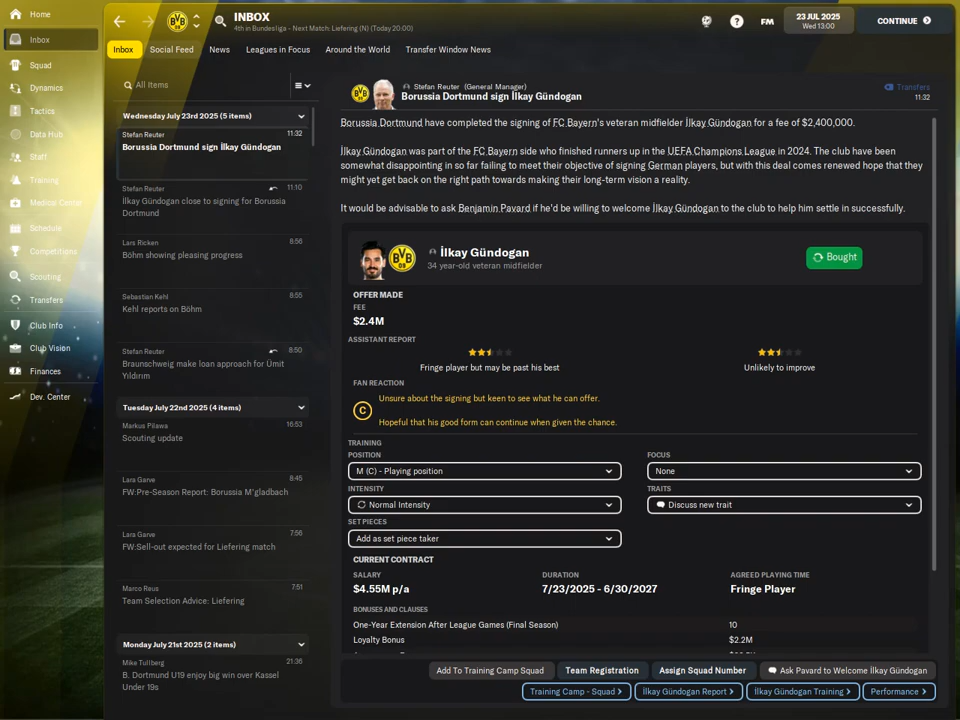 Home
Inbox
Squad
Dynamics
Tactics
Data Hub
Staff
Training
Medical Center
Schedule
Competitions
Scouting
Transfers
Club Info
Club Vision
Finances
Dev. Center
INBOX
4th in Bundesliga - Next Match: Liefering (N) (Today 20:00)
FM
23 JUL 2025
Wed 13:00
CONTINUE
Inbox
Social Feed
News
Leagues in Focus
Around the World
Transfer Window News
All Items
Wednesday July 23rd 2025 (5 items)
Stefan Reuter
11:32
Borussia Dortmund sign İlkay Gündogan
Stefan Reuter
11:10
İlkay Gündogan close to signing for Borussia
Dortmund
Lars Ricken
8:56
Böhm showing pleasing progress
Sebastian Kehl
8:55
Kehl reports on Böhm
Stefan Reuter
8:50
Braunschweig make loan approach for Ümit
Yıldırım
Tuesday July 22nd 2025 (4 items)
Markus Pilawa
16:53
Scouting update
Lara Garve
8:45
FW:Pre-Season Report: Borussia M'gladbach
Lara Garve
7:56
FW:Sell-out expected for Liefering match
Marco Reus
7:51
Team Selection Advice: Liefering
Monday July 21st 2025 (2 items)
Mike Tullberg
21:36
B. Dortmund U19 enjoy big win over Kassel
Under 19s
Stefan Reuter (General Manager)
Borussia Dortmund sign İlkay Gündogan
Transfers
11:32
Borussia Dortmund have completed the signing of FC Bayern's veteran midfielder İlkay Gündogan for a fee of $2,400,000.
İlkay Gündogan was part of the FC Bayern side who finished runners up in the UEFA Champions League in 2024. The club have been
somewhat disappointing in so far failing to meet their objective of signing German players, but with this deal comes renewed hope that they
might yet get back on the right path towards making their long-term vision a reality.
It would be advisable to ask Benjamin Pavard if he'd be willing to welcome İlkay Gündogan to the club to help him settle in successfully.
İlkay Gündogan
34 year-old veteran midfielder
Bought
OFFER MADE
FEE
$2.4M
ASSISTANT REPORT
Fringe player but may be past his best
Unlikely to improve
FAN REACTION
C
Unsure about the signing but keen to see what he can offer.
Hopeful that his good form can continue when given the chance.
TRAINING
POSITION
FOCUS
M (C) - Playing position
None
INTENSITY
TRAITS
Normal Intensity
Discuss new trait
SET PIECES
Add as set piece taker
CURRENT CONTRACT
SALARY
DURATION
AGREED PLAYING TIME
$4.55M p/a
7/23/2025 - 6/30/2027
Fringe Player
BONUSES AND CLAUSES
One-Year Extension After League Games (Final Season)
10
Loyalty Bonus
$2.2M
Add To Training Camp Squad
Team Registration
Assign Squad Number
Ask Pavard to Welcome İlkay Gündogan
Training Camp - Squad >
İlkay Gündogan Report >
İlkay Gündogan Training >
Performance >